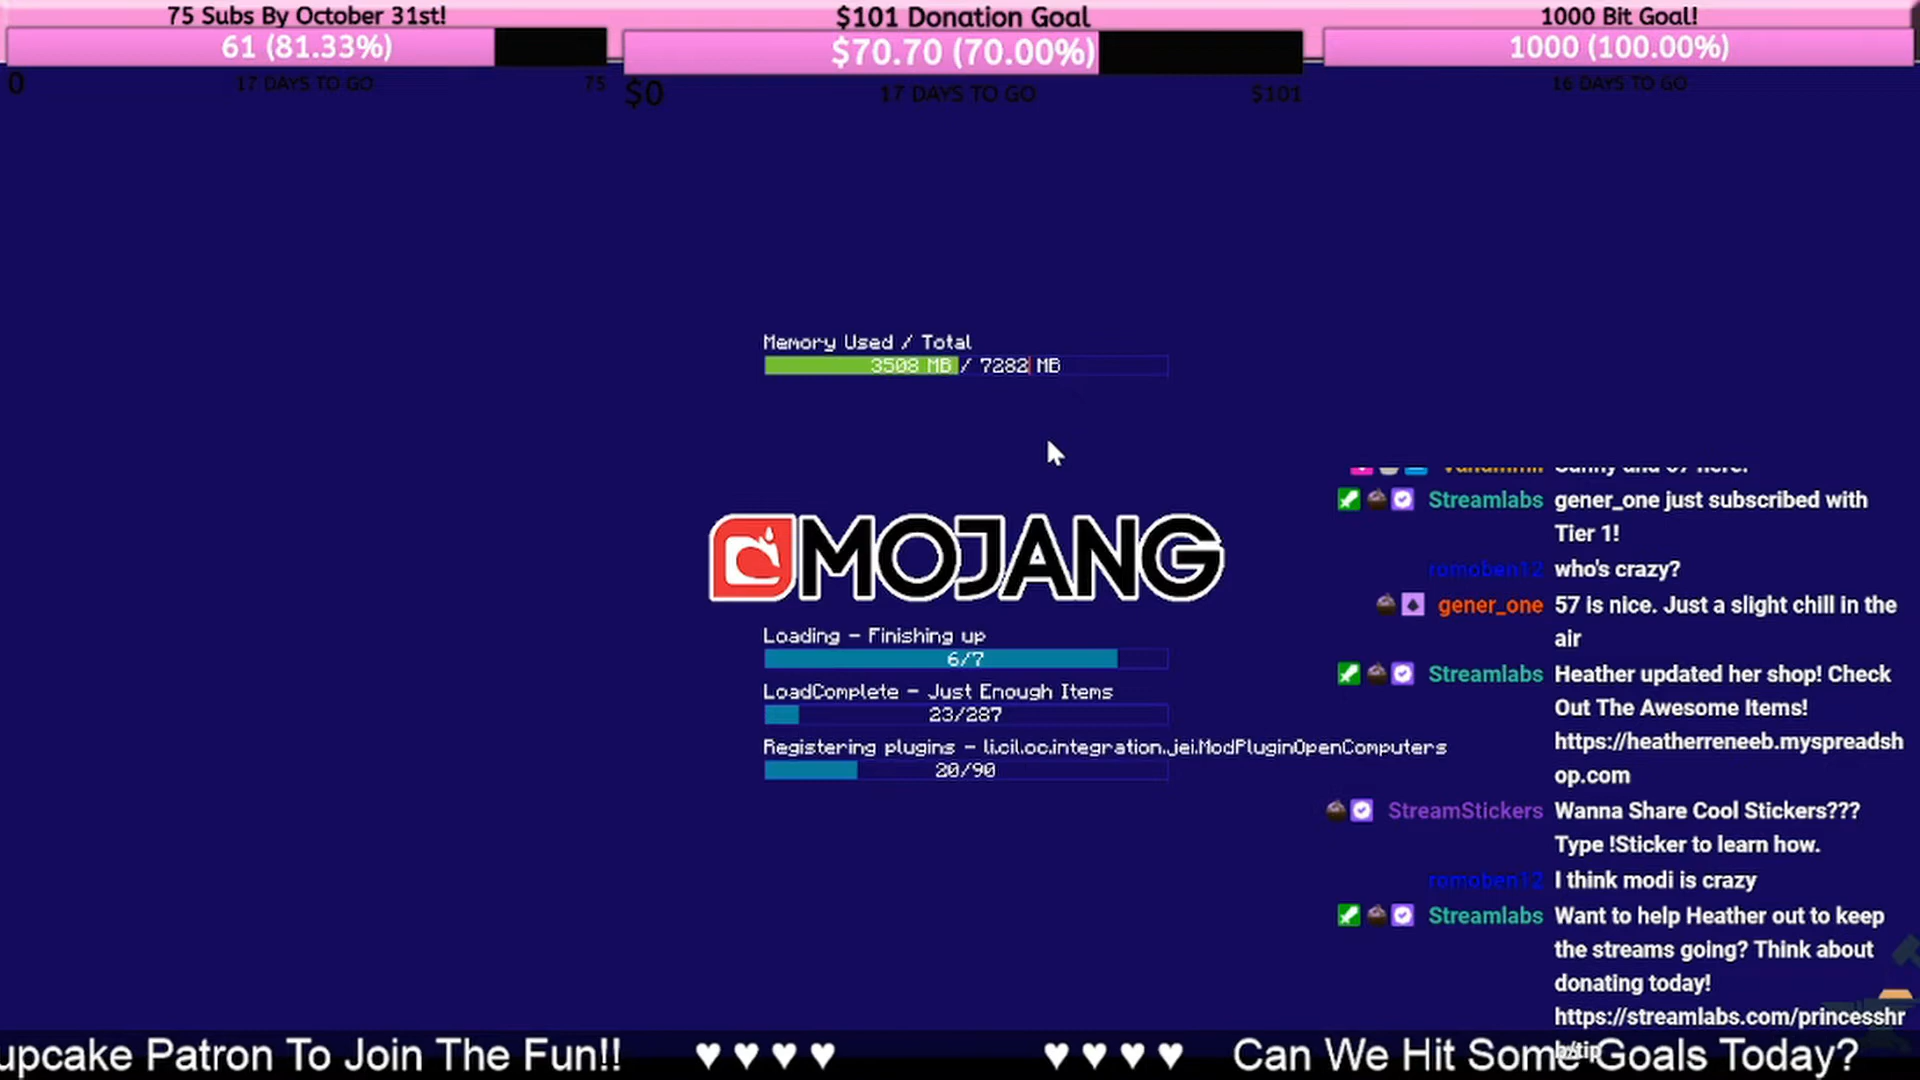 75 Subs By October 31st!
61 (81.33%)
0 17 DAYS TO GO 75
$101 Donation Goal
$70.70 (70.00%)
$0 17 DAYS TO GO $101
1000 Bit Goal!
1000 (100.00%)
16 DAYS TO GO
Memory Used / Total
3508 MB / 7282 MB
MOJANG
Loading - Finishing up
6/7
LoadComplete - Just Enough Items
23/287
Registering plugins - li.cil.oc.integration.jei.ModPluginOpenComputers
20/90
Streamlabs gener_one just subscribed with
Tier 1!
romoben12 who's crazy?
gener_one 57 is nice. Just a slight chill in the
air
Streamlabs Heather updated her shop! Check
Out The Awesome Items!
https://heatherreneeb.myspreadsh
op.com
StreamStickers Wanna Share Cool Stickers???
Type !Sticker to learn how.
romoben12 I think modi is crazy
Streamlabs Want to help Heather out to keep
the streams going? Think about
donating today!
https://streamlabs.com/princesshr
b/tip
upcake Patron To Join The Fun!! ♥♥♥♥ ♥♥♥♥ Can We Hit Some Goals Today?